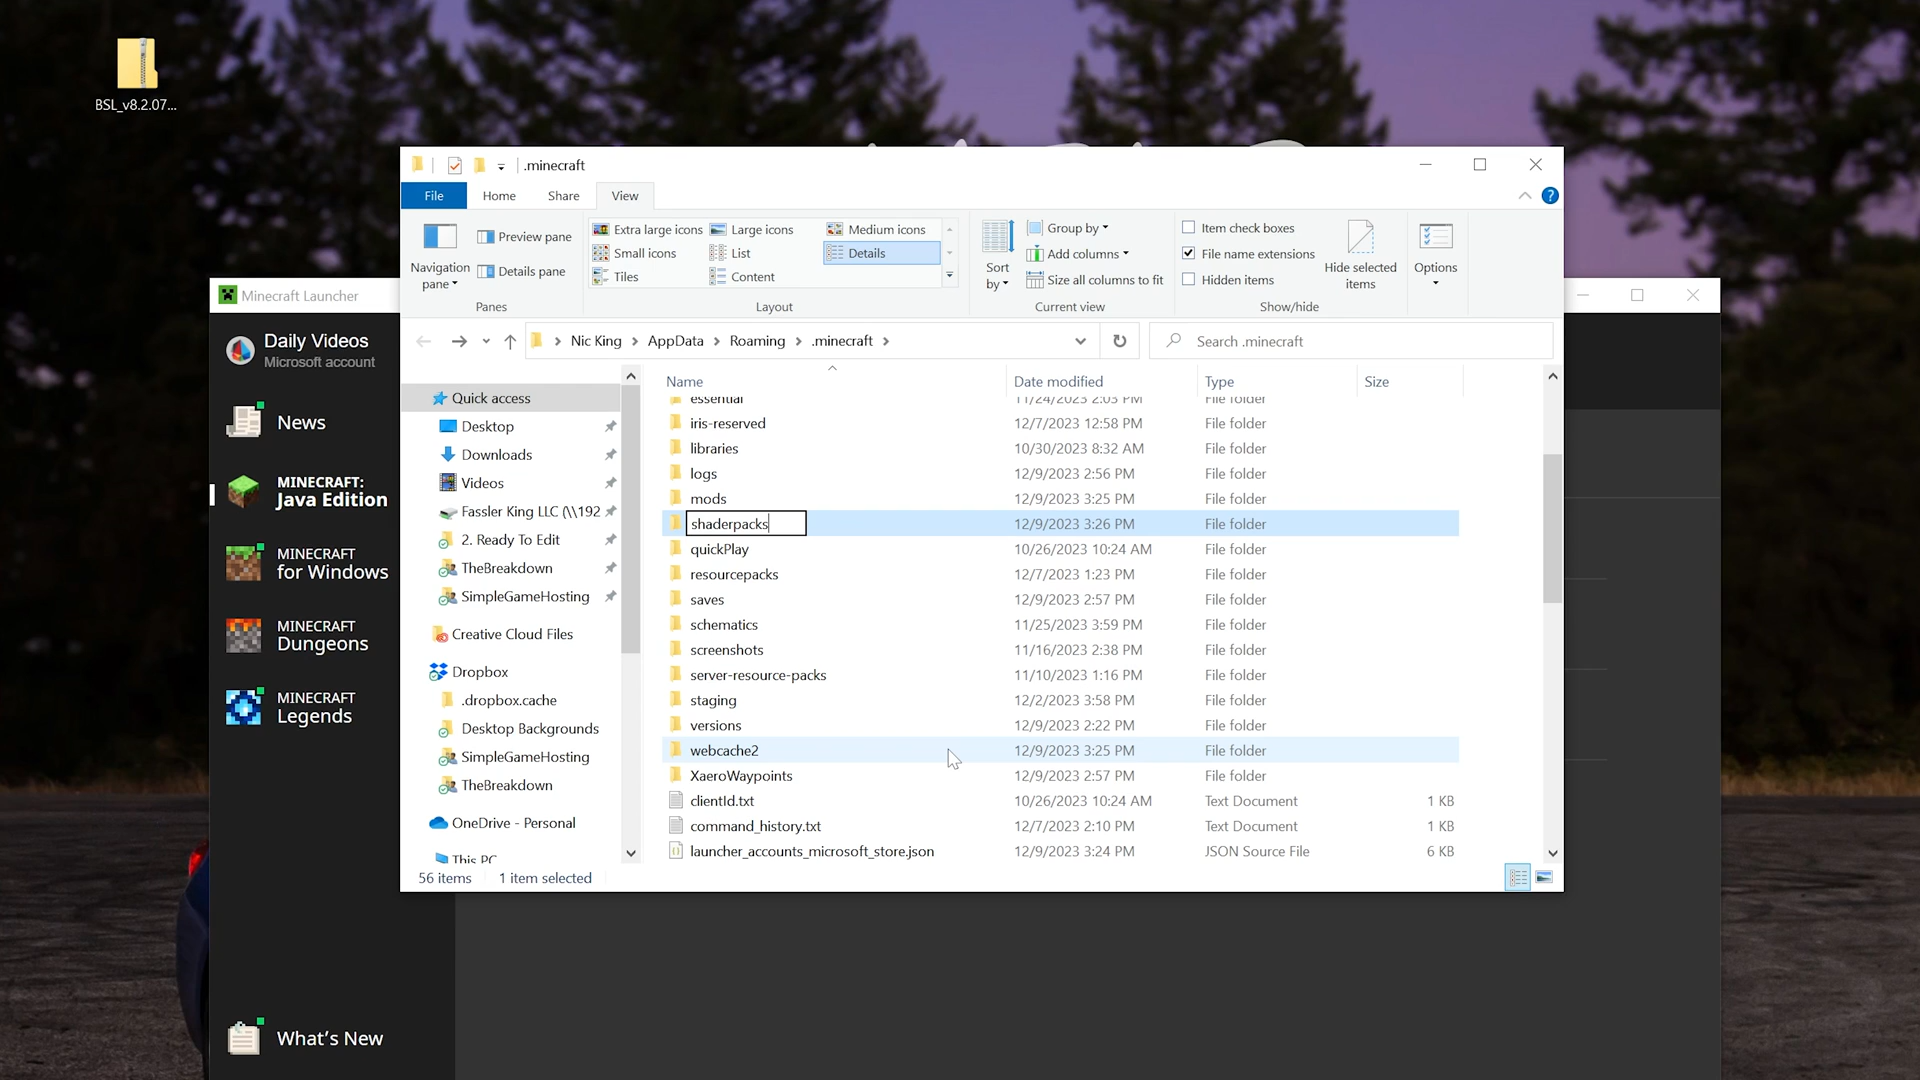 BSL_v8.2.07...
.minecraft
File Home Share View
Navigation pane
Preview pane
Details pane
Panes
Extra large icons Large icons Medium icons
Small icons List Details
Tiles Content
Layout
Sort by
Group by
Add columns
Size all columns to fit
Current view
Item check boxes
File name extensions
Hidden items
Hide selected items
Show/hide
Options
Nic King > AppData > Roaming > .minecraft >
Search .minecraft
Quick access
Desktop
Downloads
Videos
Fassler King LLC (\\192
2. Ready To Edit
TheBreakdown
SimpleGameHosting
Creative Cloud Files
Dropbox
.dropbox.cache
Desktop Backgrounds
SimpleGameHosting
TheBreakdown
OneDrive - Personal
This PC
Name Date modified Type Size
essential 11/24/2023 2:03 PM File folder
iris-reserved 12/7/2023 12:58 PM File folder
libraries 10/30/2023 8:32 AM File folder
logs 12/9/2023 2:56 PM File folder
mods 12/9/2023 3:25 PM File folder
shaderpacks 12/9/2023 3:26 PM File folder
quickPlay 10/26/2023 10:24 AM File folder
resourcepacks 12/7/2023 1:23 PM File folder
saves 12/9/2023 2:57 PM File folder
schematics 11/25/2023 3:59 PM File folder
screenshots 11/16/2023 2:38 PM File folder
server-resource-packs 11/10/2023 1:16 PM File folder
staging 12/2/2023 3:58 PM File folder
versions 12/9/2023 2:22 PM File folder
webcache2 12/9/2023 3:25 PM File folder
XaeroWaypoints 12/9/2023 2:57 PM File folder
clientId.txt 10/26/2023 10:24 AM Text Document 1 KB
command_history.txt 12/7/2023 2:10 PM Text Document 1 KB
launcher_accounts_microsoft_store.json 12/9/2023 3:24 PM JSON Source File 6 KB
56 items 1 item selected
Minecraft Launcher
Daily Videos
Microsoft account
News
MINECRAFT:
Java Edition
MINECRAFT
for Windows
MINECRAFT
Dungeons
MINECRAFT
Legends
What's New